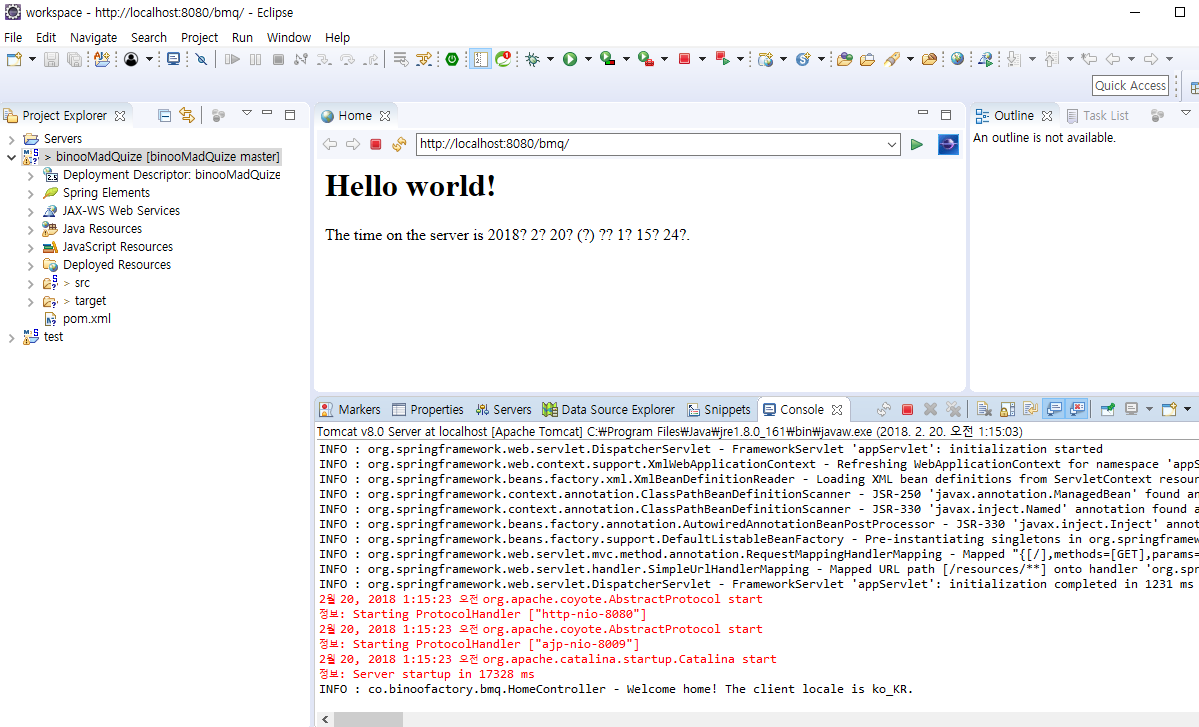 workspace - http://localhost:8080/bmq/ - Eclipse
File Edit Navigate Search Project Run Window Help
Quick Access
Project Explorer
Servers
> binooMadQuize [binooMadQuize master]
Deployment Descriptor: binooMadQuize
Spring Elements
JAX-WS Web Services
Java Resources
JavaScript Resources
Deployed Resources
> src
> target
pom.xml
test
Home
http://localhost:8080/bmq/
Hello world!
The time on the server is 2018? 2? 20? (?) ?? 1? 15? 24?.
Outline Task List
An outline is not available.
Markers Properties Servers Data Source Explorer Snippets Console
Tomcat v8.0 Server at localhost [Apache Tomcat] C:₩Program Files₩Java₩jre1.8.0_161₩bin₩javaw.exe (2018. 2. 20. 오전 1:15:03)
INFO : org.springframework.web.servlet.DispatcherServlet - FrameworkServlet 'appServlet': initialization started
INFO : org.springframework.web.context.support.XmlWebApplicationContext - Refreshing WebApplicationContext for namespace 'appS
INFO : org.springframework.beans.factory.xml.XmlBeanDefinitionReader - Loading XML bean definitions from ServletContext resour
INFO : org.springframework.context.annotation.ClassPathBeanDefinitionScanner - JSR-250 'javax.annotation.ManagedBean' found an
INFO : org.springframework.context.annotation.ClassPathBeanDefinitionScanner - JSR-330 'javax.inject.Named' annotation found a
INFO : org.springframework.beans.factory.annotation.AutowiredAnnotationBeanPostProcessor - JSR-330 'javax.inject.Inject' annot
INFO : org.springframework.beans.factory.support.DefaultListableBeanFactory - Pre-instantiating singletons in org.springframew
INFO : org.springframework.web.servlet.mvc.method.annotation.RequestMappingHandlerMapping - Mapped "{[/],methods=[GET],params=
INFO : org.springframework.web.servlet.handler.SimpleUrlHandlerMapping - Mapped URL path [/resources/**] onto handler 'org.spr
INFO : org.springframework.web.servlet.DispatcherServlet - FrameworkServlet 'appServlet': initialization completed in 1231 ms
2월 20, 2018 1:15:23 오전 org.apache.coyote.AbstractProtocol start
정보: Starting ProtocolHandler ["http-nio-8080"]
2월 20, 2018 1:15:23 오전 org.apache.coyote.AbstractProtocol start
정보: Starting ProtocolHandler ["ajp-nio-8009"]
2월 20, 2018 1:15:23 오전 org.apache.catalina.startup.Catalina start
정보: Server startup in 17328 ms
INFO : co.binoofactory.bmq.HomeController - Welcome home! The client locale is ko_KR.